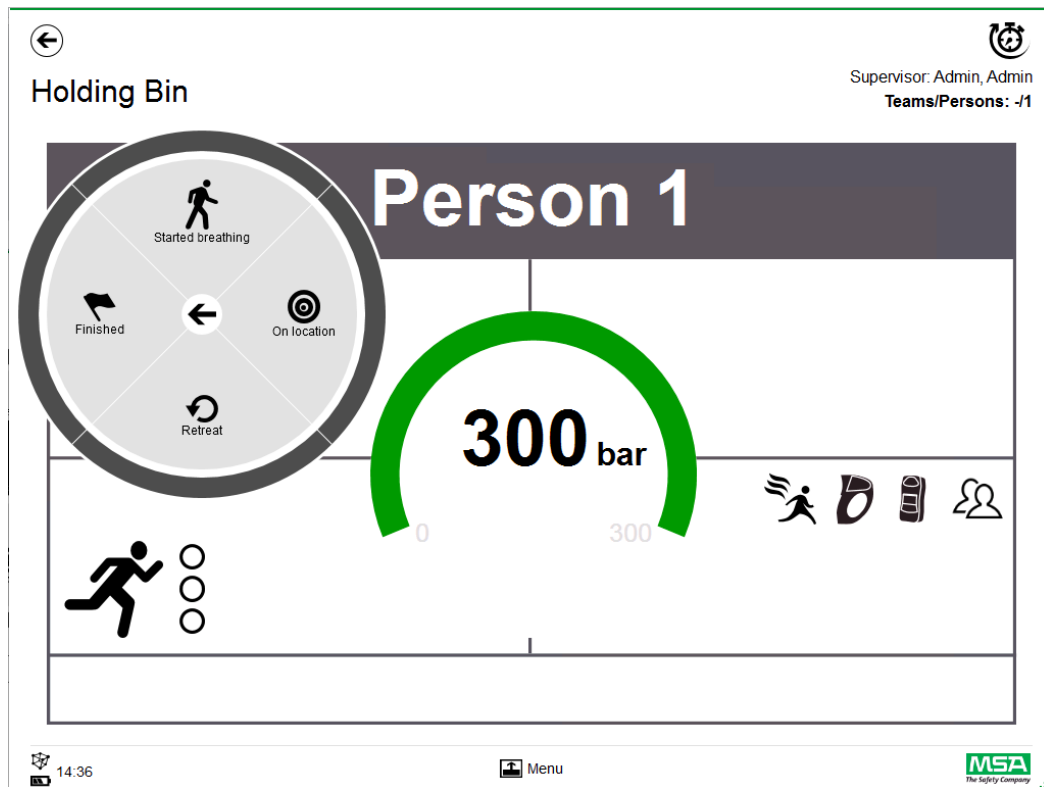 Holding Bin
Supervisor: Admin, Admin
Teams/Persons: -/1
Person 1
Started breathing
Finished
On location
Retreat
300 bar
0
300
14:36
Menu
MSA
The Safety Company